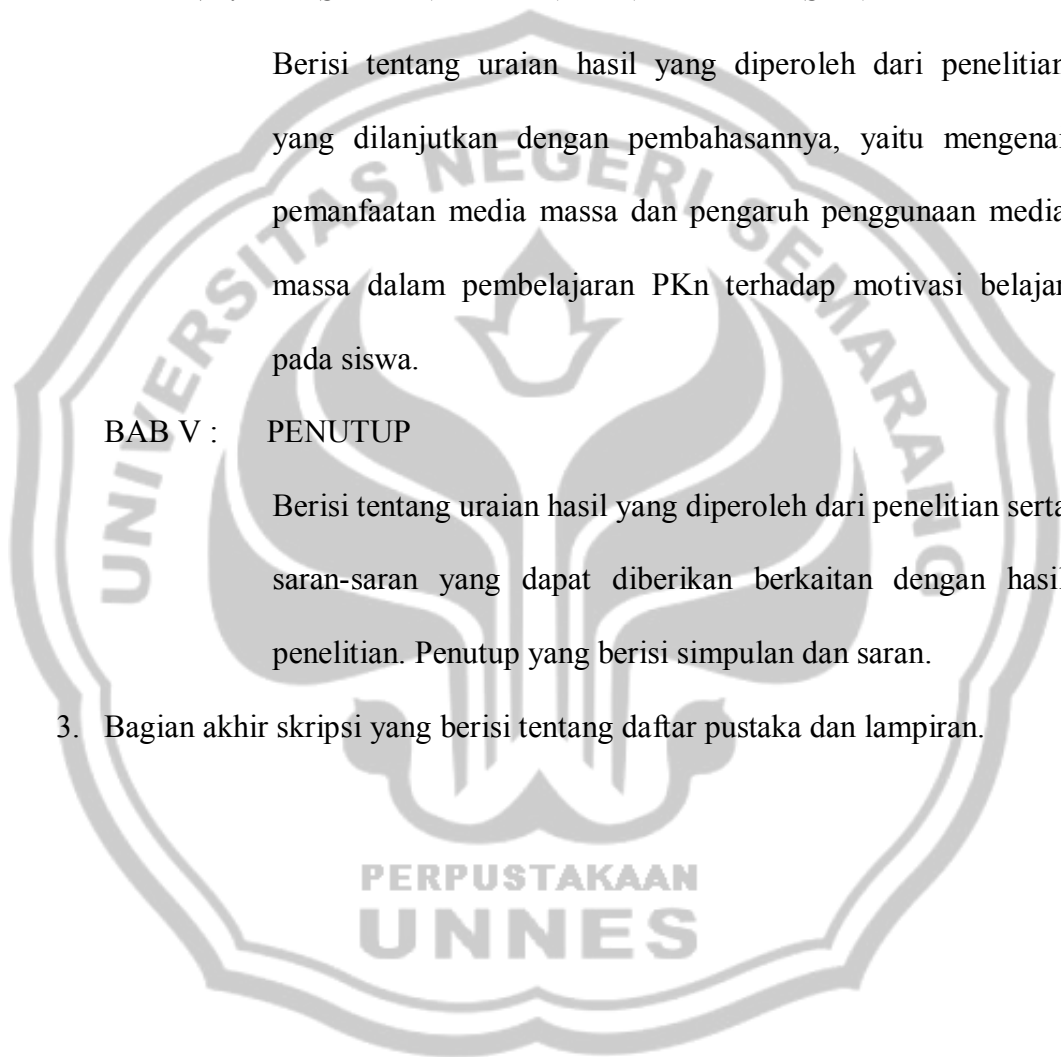 Berisi tentang uraian hasil yang diperoleh dari penelitian
yang dilanjutkan dengan pembahasannya, yaitu mengenai
pemanfaatan media massa dan pengaruh penggunaan media
massa dalam pembelajaran PKn terhadap motivasi belajar
pada siswa.
BAB V : PENUTUP
Berisi tentang uraian hasil yang diperoleh dari penelitian serta
saran-saran yang dapat diberikan berkaitan dengan hasil
penelitian. Penutup yang berisi simpulan dan saran.
3. Bagian akhir skripsi yang berisi tentang daftar pustaka dan lampiran.
UNIVERSITAS NEGERI SEMARANG
PERPUSTAKAAN
UNNES